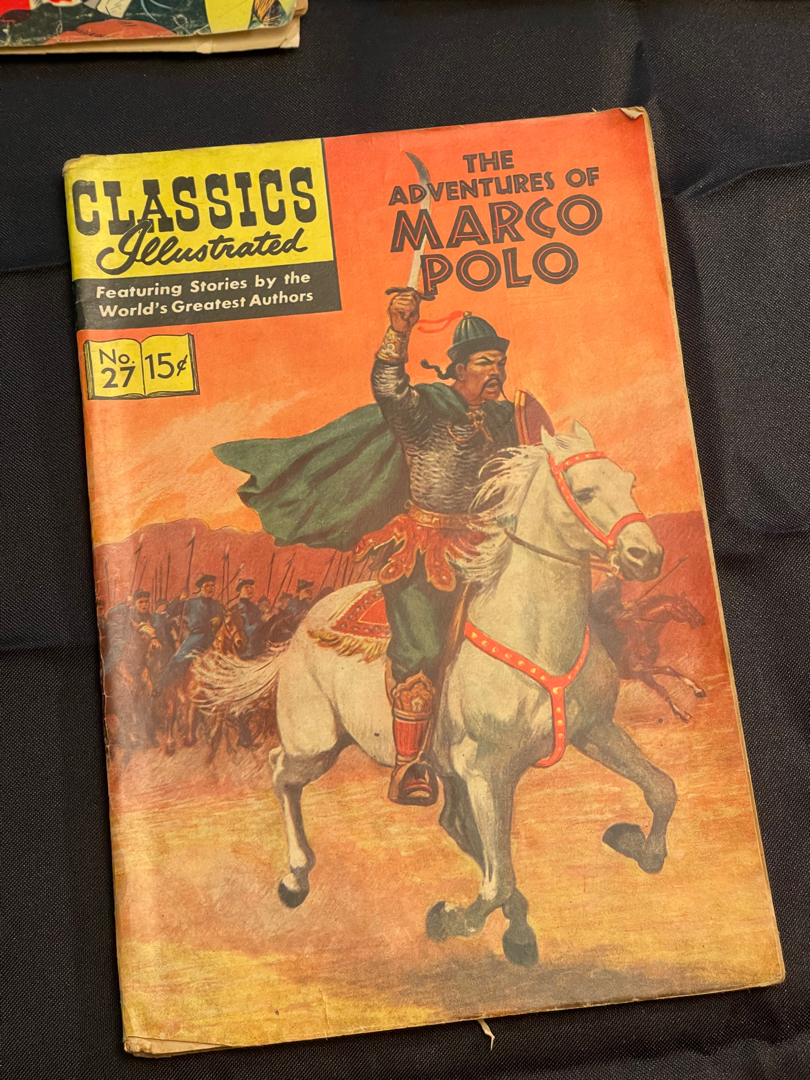 CLASSICS
Illustrated
Featuring Stories by the
World's Greatest Authors
No.
27
15¢
THE
ADVENTURES OF
MARCO
POLO